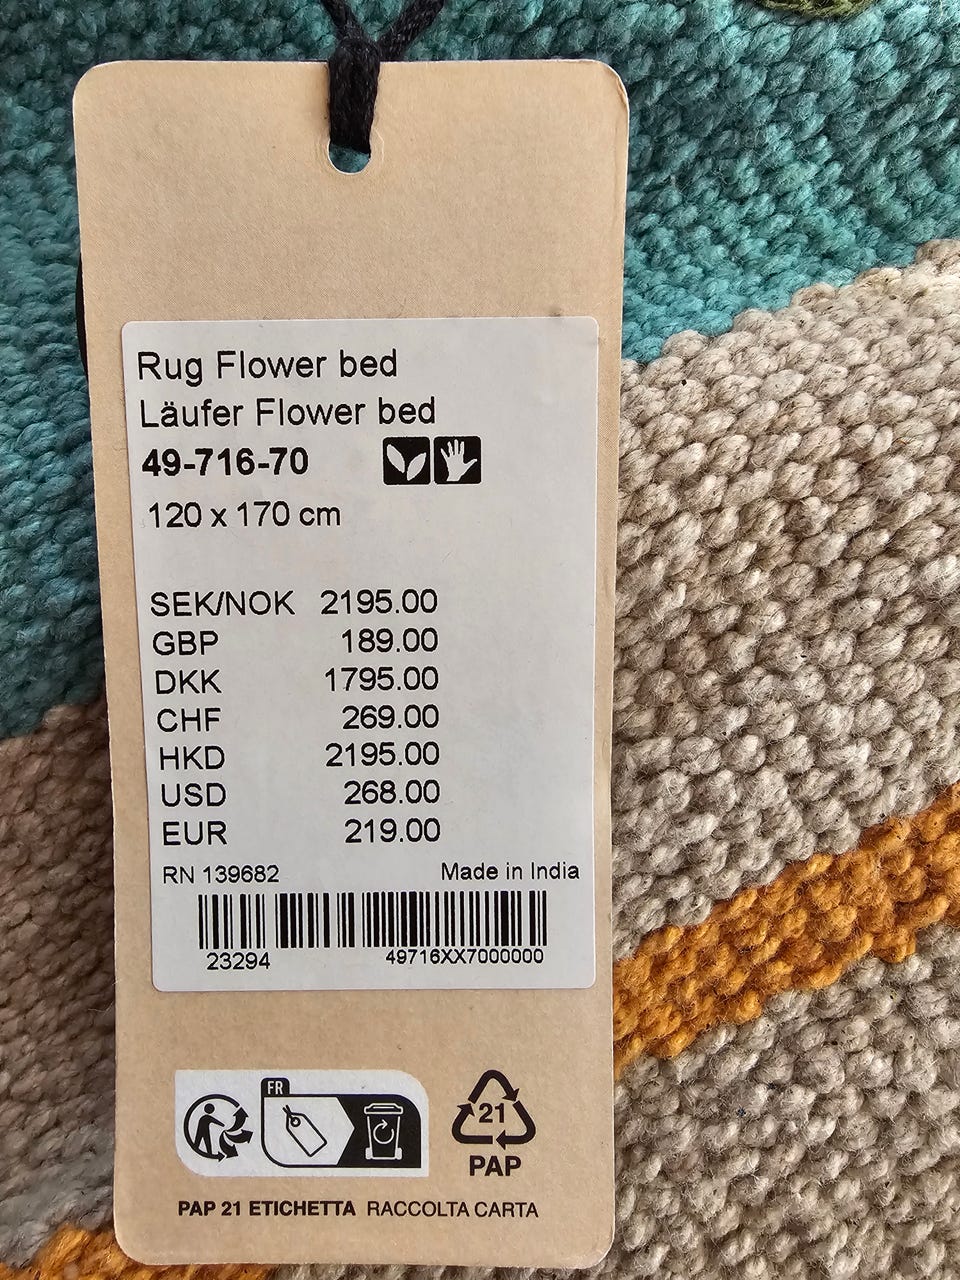 Rug Flower bed
Läufer Flower bed
49-716-70
120 x 170 cm
SEK/NOK 2195.00
GBP 189.00
DKK 1795.00
CHF 269.00
HKD 2195.00
USD 268.00
EUR 219.00
RN 139682 Made in India
23294 49716XX7000000
FR
21
PAP
PAP 21 ETICHETTA RACCOLTA CARTA